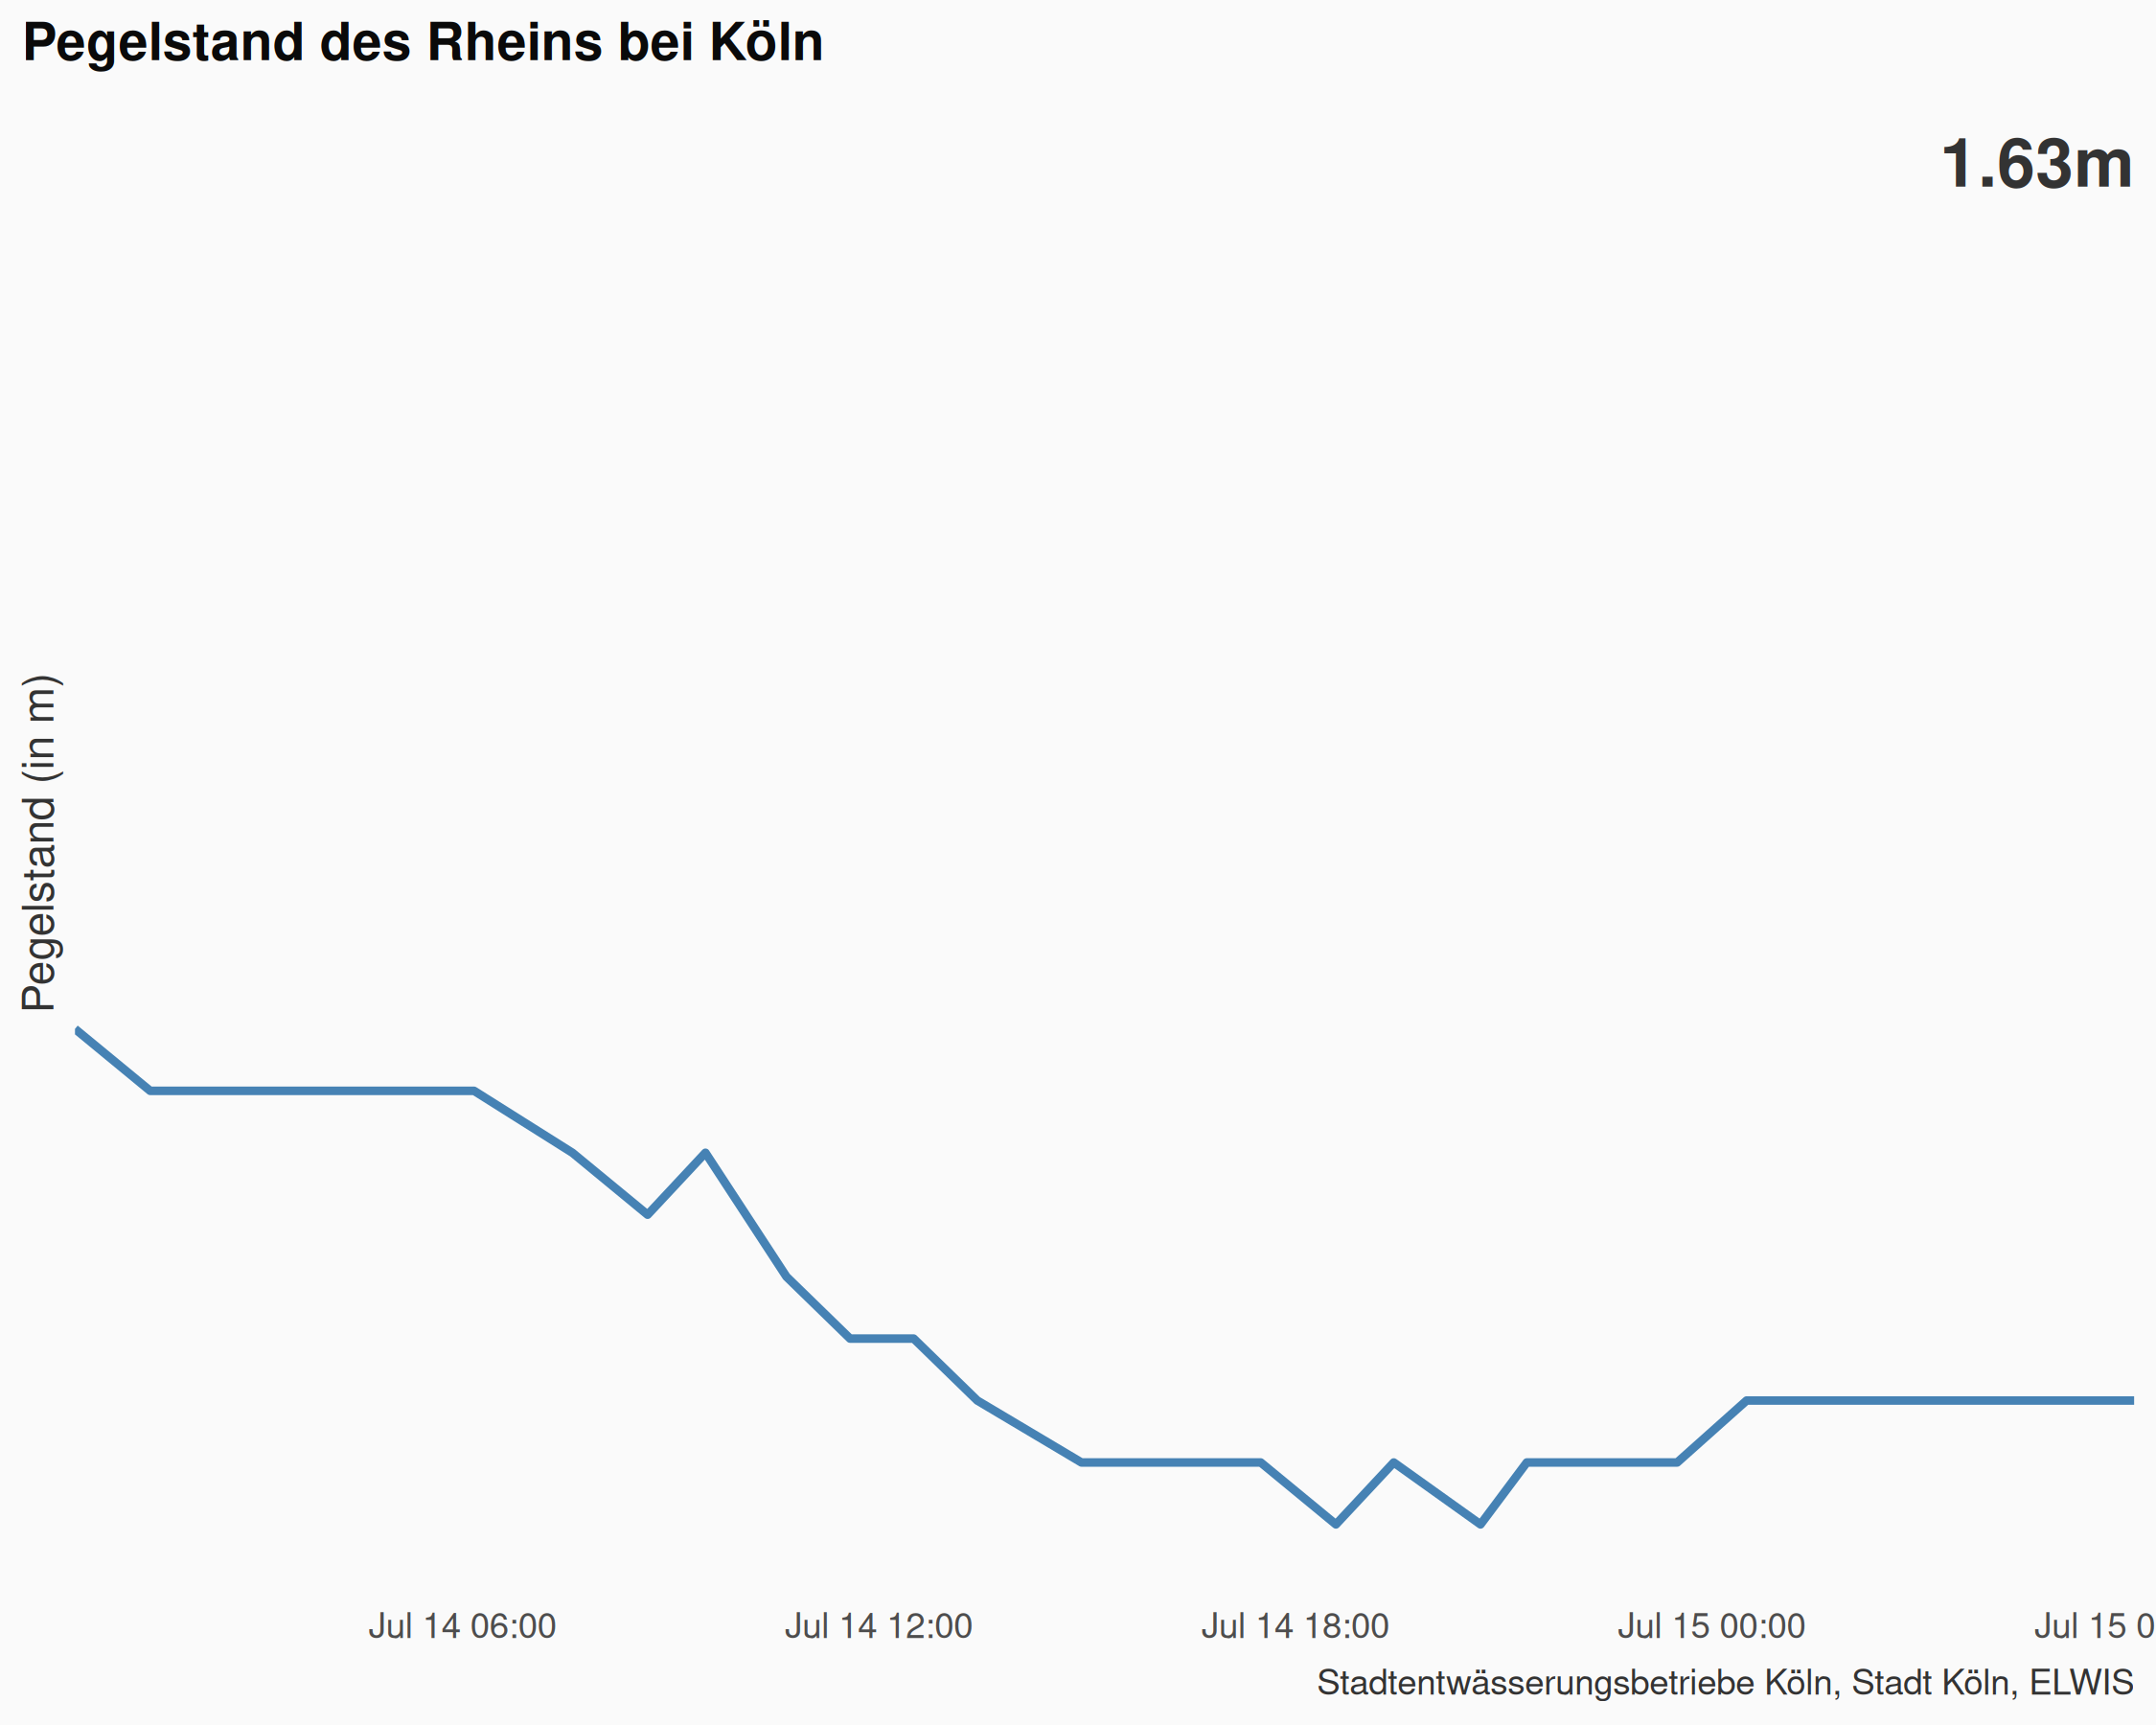 Pegelstand des Rheins bei Köln
1.63m
Pegelstand (in m)
Jul 14 06:00 Jul 14 12:00 Jul 14 18:00 Jul 15 00:00 Jul 15 0
Stadtentwässerungsbetriebe Köln, Stadt Köln, ELWIS